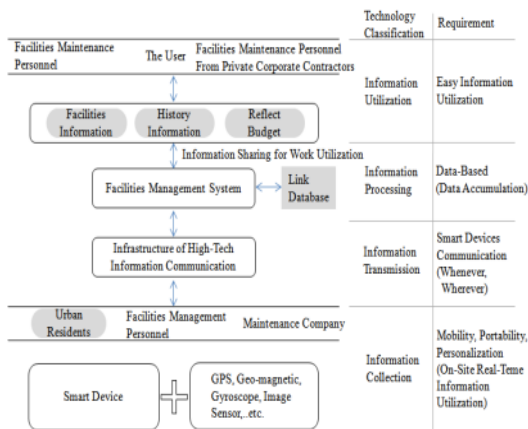 Technology
Classification
Requirement
Facilities Maintenance
Personnel
The User
Facilities Maintenance Personnel
From Private Corporate Contractors
Information
Utilization
Easy Information
Utilization
Facilities
Information
History
Information
Reflect
Budget
Information Sharing for Work Utilization
Facilities Management System
Link
Database
Information
Processing
Data-Based
(Data Accumulation)
Infrastructure of High-Tech
Information Communication
Information
Transmission
Smart Devices
Communication
(Whenever,
Wherever)
Urban
Residents
Facilities Management
Personnel
Maintenance Company
Smart Device
GPS, Geo-magnetic,
Gyroscope, Image
Sensor,..etc.
Information
Collection
Mobility, Portability,
Personalization
(On-Site Real-Teme
Information
Utilization)